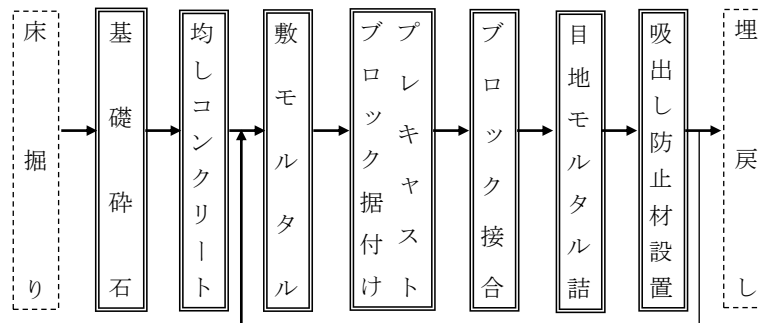 床掘り
基礎砕石
均しコンクリート
敷モルタル
プレキャスト
ブロック据付け
ブロック接合
目地モルタル詰
吸出し防止材設置
埋戻し